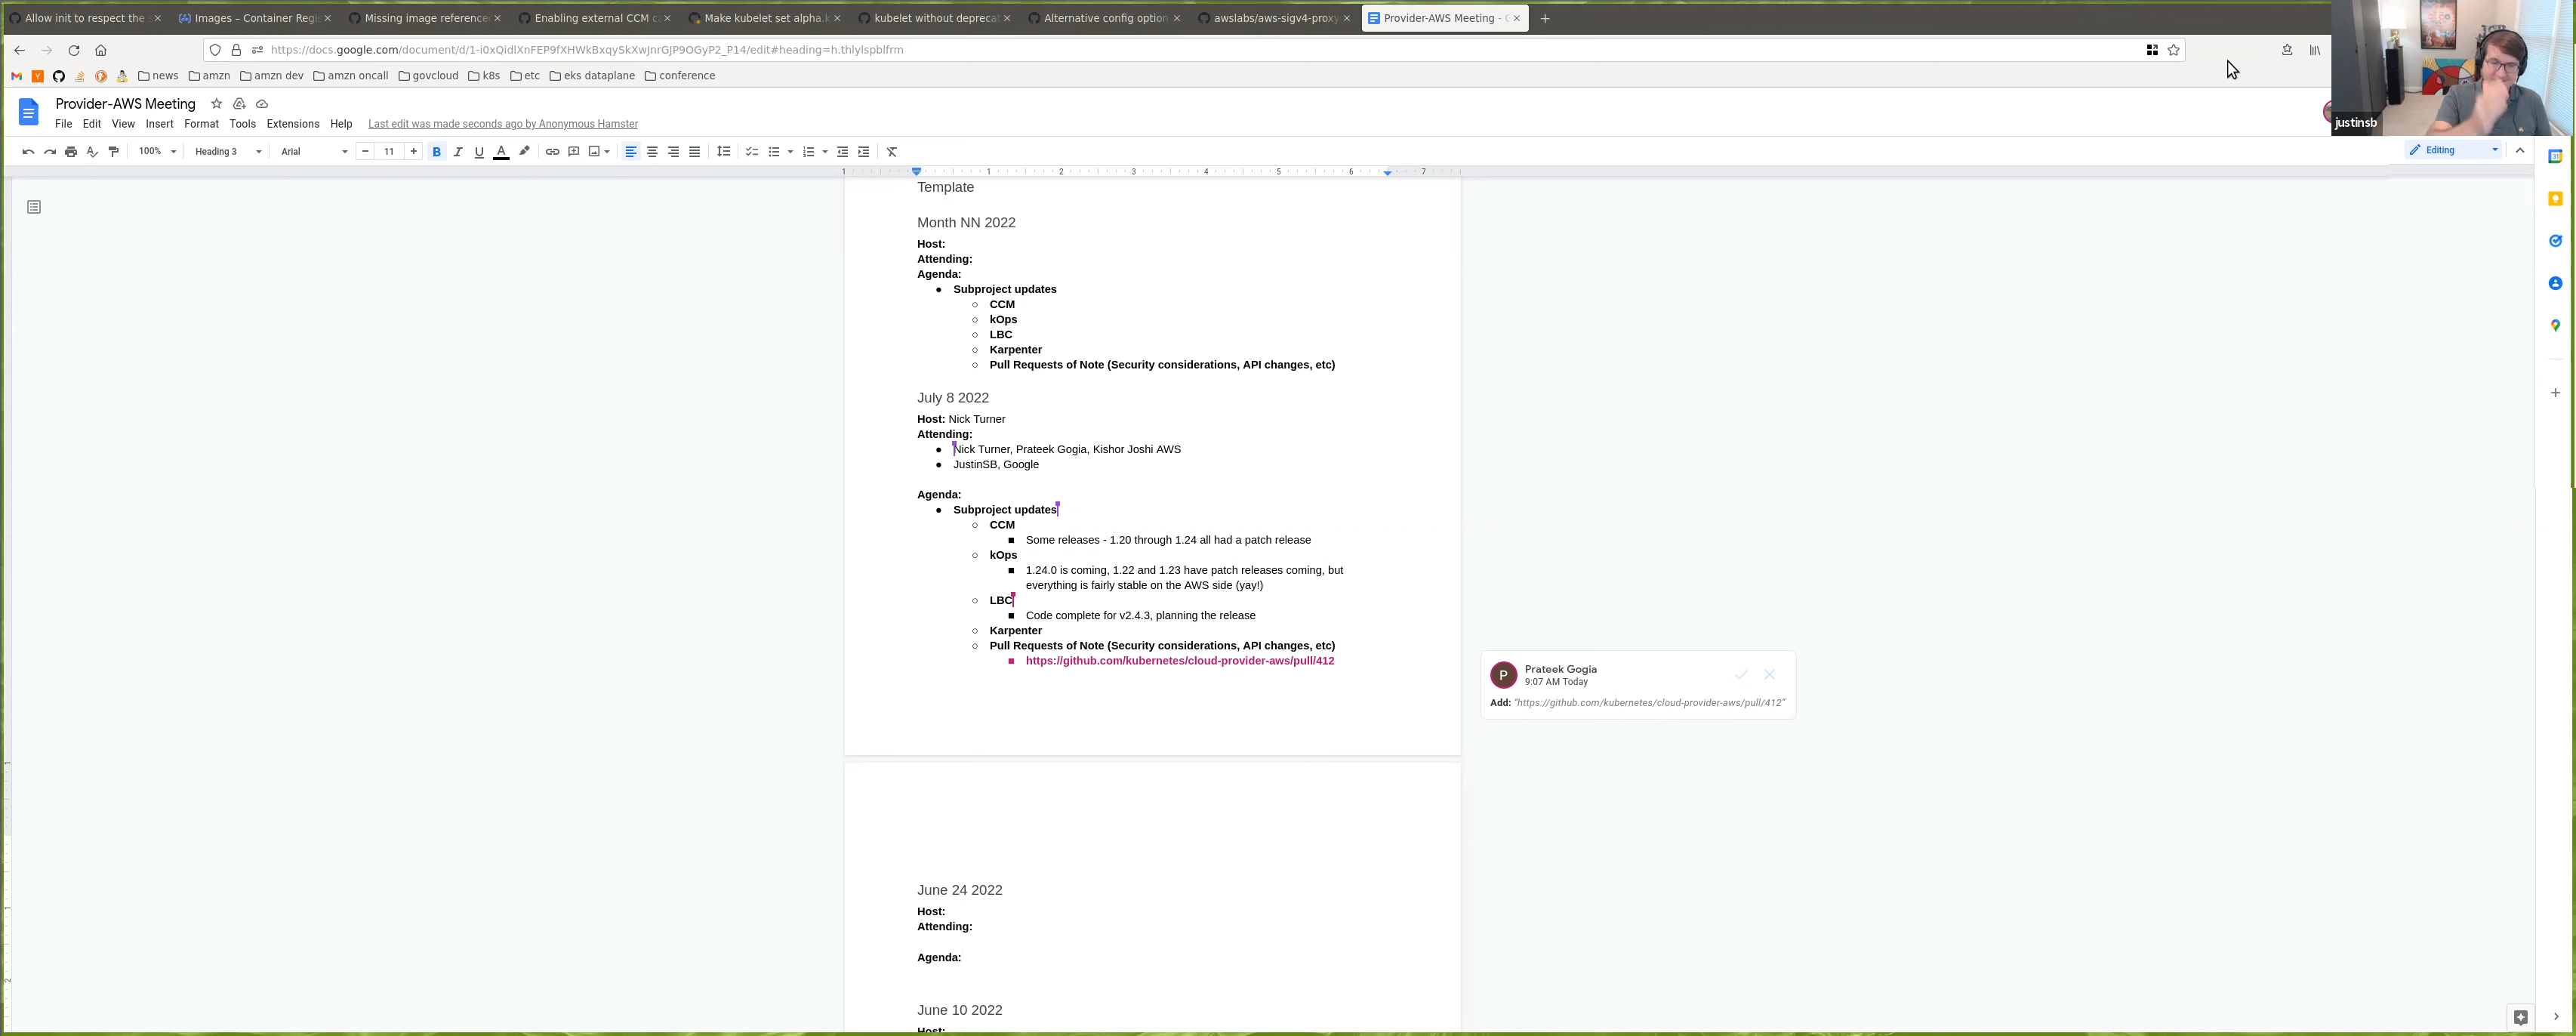 Allow init to respect the
Images – Container Regi
Missing image reference
Enabling external CCM c
Make kubelet set alpha.k
kubelet without deprecat
Alternative config option
awslabs/aws-sigv4-proxy
Provider-AWS Meeting -
https://docs.google.com/document/d/1-i0xQidlXnFEP9fXHWkBxqySkXwJnrGJP9OGyP2_P14/edit#heading=h.thlylspblfrm
news amzn amzn dev amzn oncall govcloud k8s etc eks dataplane conference
justinsb
Provider-AWS Meeting
File Edit View Insert Format Tools Extensions Help Last edit was made seconds ago by Anonymous Hamster
100% Heading 3 Arial 11 Editing
1 1 2 3 4 5 6 7
Template
Month NN 2022
Host:
Attending:
Agenda:
Subproject updates
CCM
kOps
LBC
Karpenter
Pull Requests of Note (Security considerations, API changes, etc)
July 8 2022
Host: Nick Turner
Attending:
Nick Turner, Prateek Gogia, Kishor Joshi AWS
JustinSB, Google
Agenda:
Subproject updates
CCM
Some releases - 1.20 through 1.24 all had a patch release
kOps
1.24.0 is coming, 1.22 and 1.23 have patch releases coming, but
everything is fairly stable on the AWS side (yay!)
LBC
Code complete for v2.4.3, planning the release
Karpenter
Pull Requests of Note (Security considerations, API changes, etc)
https://github.com/kubernetes/cloud-provider-aws/pull/412
P Prateek Gogia
9:07 AM Today
Add: "https://github.com/kubernetes/cloud-provider-aws/pull/412"
June 24 2022
Host:
Attending:
Agenda:
June 10 2022
Host: